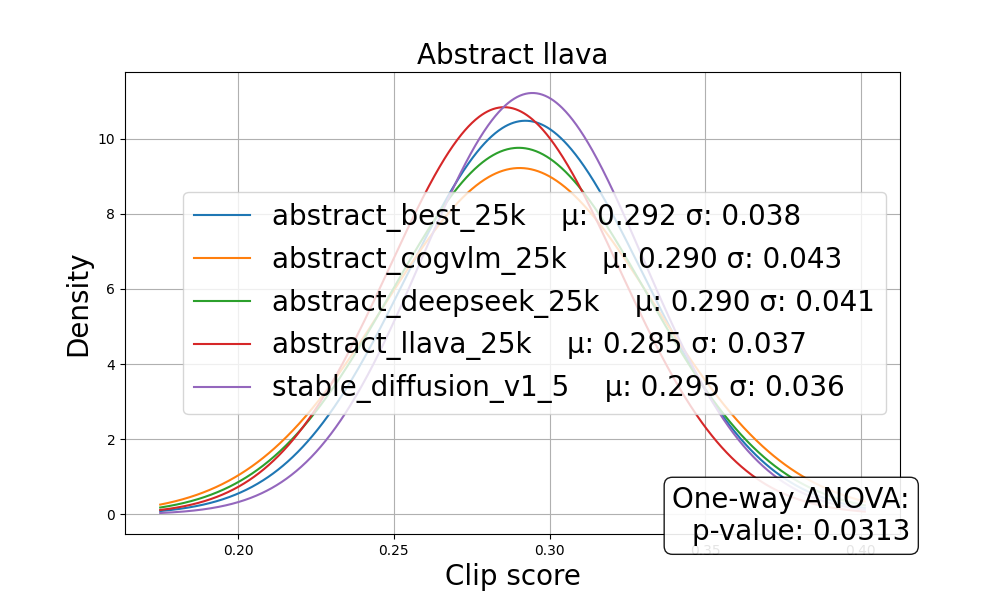 Abstract llava
Density
10
8
6
4
2
0
abstract_best_25k μ: 0.292 σ: 0.038
abstract_cogvlm_25k μ: 0.290 σ: 0.043
abstract_deepseek_25k μ: 0.290 σ: 0.041
abstract_llava_25k μ: 0.285 σ: 0.037
stable_diffusion_v1_5 μ: 0.295 σ: 0.036
One-way ANOVA:
p-value: 0.0313
0.20 0.25 0.30 0.35 0.40
Clip score